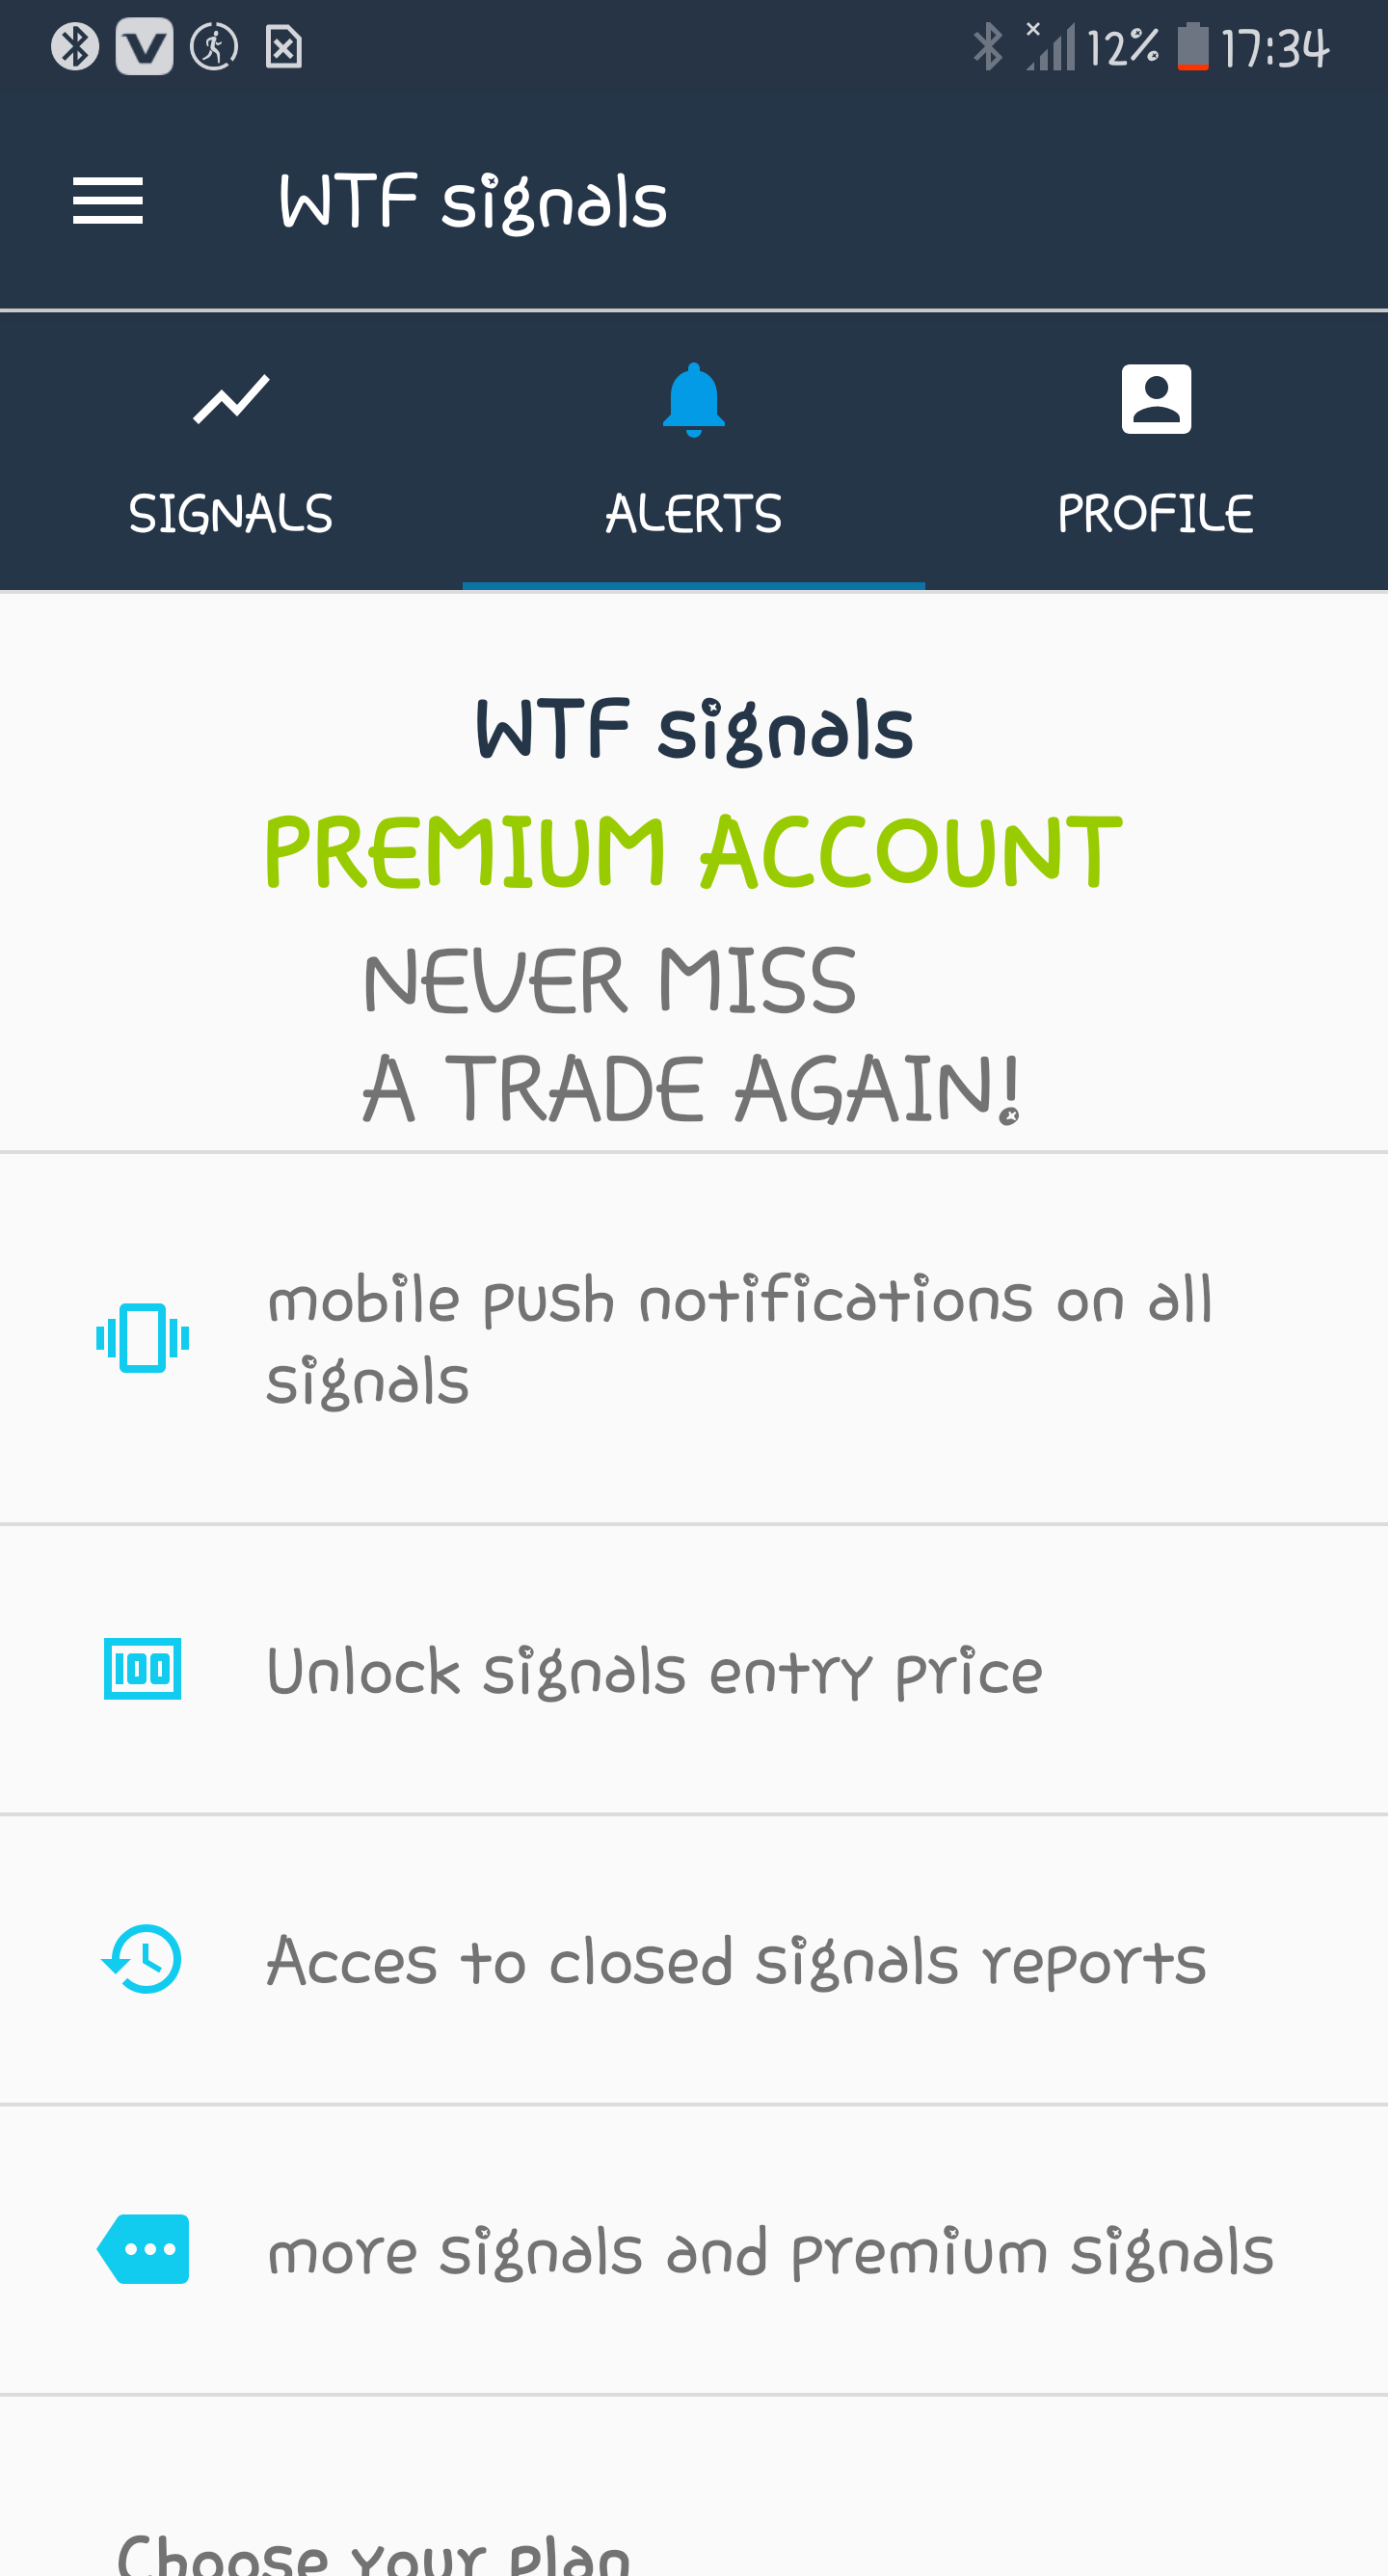 12% 17:34
WTF signals
SIGNALS ALERTS PROFILE
WTF signals
PREMIUM ACCOUNT
NEVER MISS
A TRADE AGAIN!
mobile push notifications on all
signals
100 Unlock signals entry price
Acces to closed signals reports
more signals and premium signals
Choose your plan